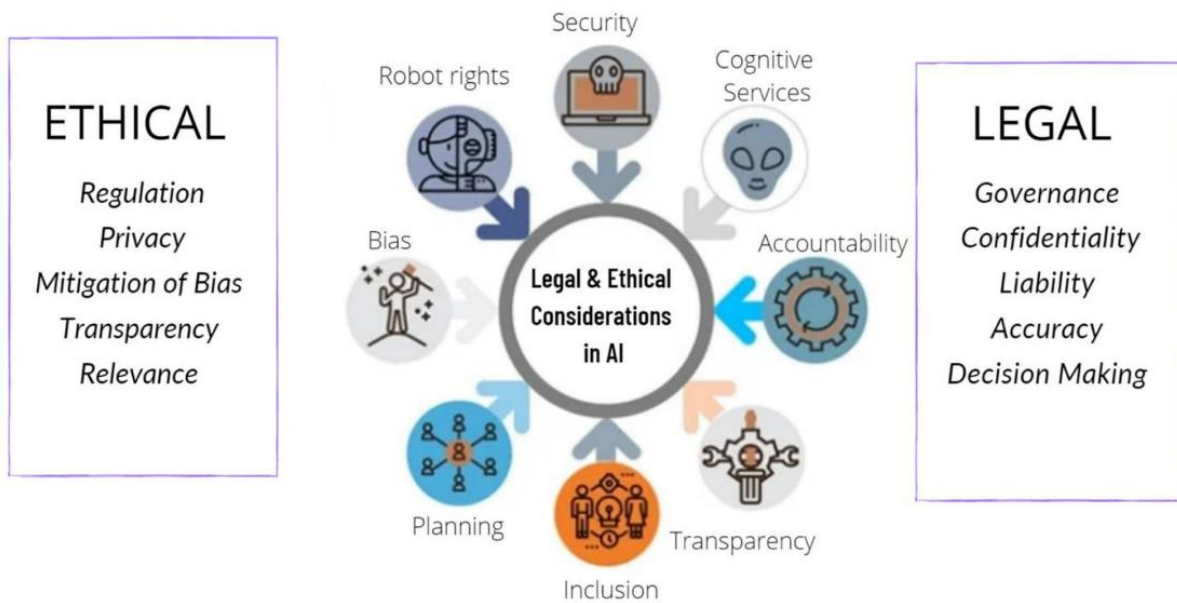 ETHICAL
Regulation
Privacy
Mitigation of Bias
Transparency
Relevance
Security
Robot rights
Cognitive
Services
Bias
Accountability
Legal & Ethical
Considerations
in AI
Planning
Transparency
Inclusion
LEGAL
Governance
Confidentiality
Liability
Accuracy
Decision Making